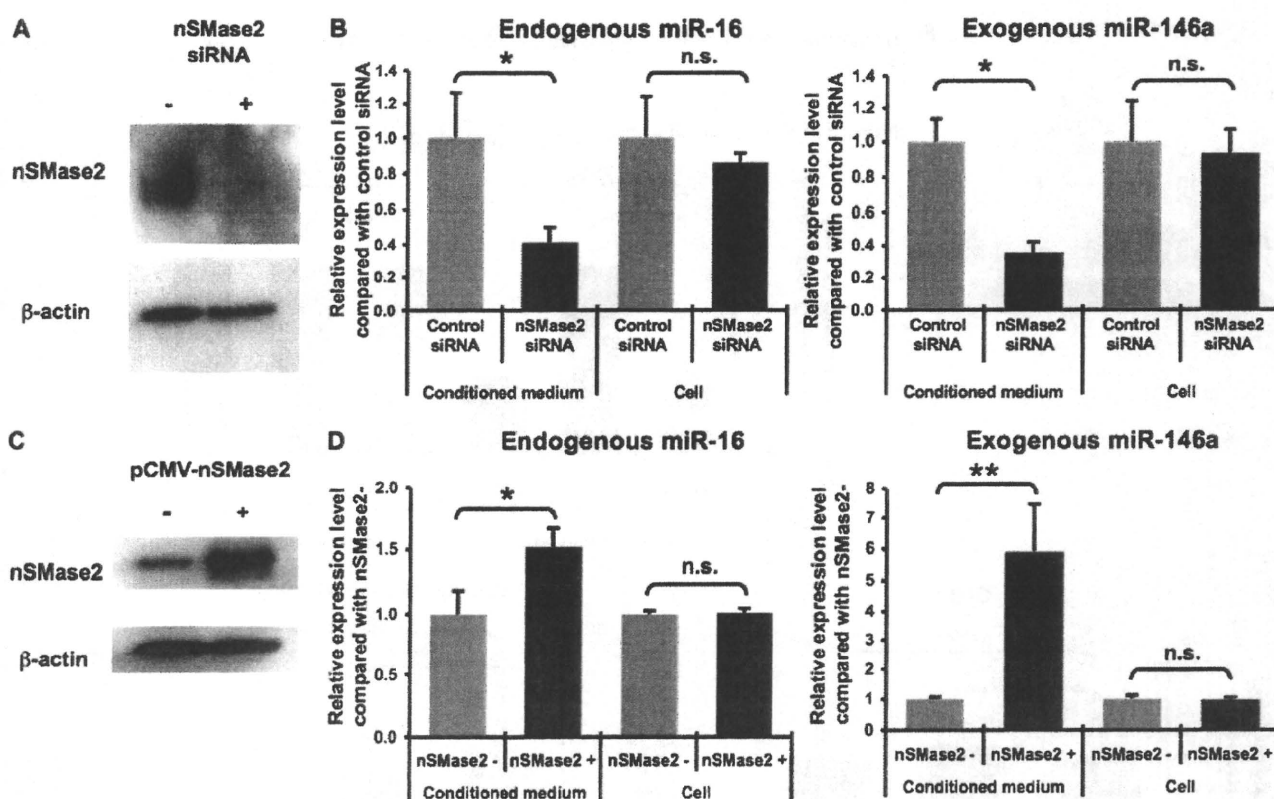 A
nSMase2
siRNA
- +
nSMase2
β-actin
B
Endogenous miR-16
Relative expression level
compared with control siRNA
1.4
1.2
1.0
0.8
0.6
0.4
0.2
0.0
*
n.s.
Control
siRNA
nSMase2
siRNA
Control
siRNA
nSMase2
siRNA
Conditioned medium
Cell
Exogenous miR-146a
Relative expression level
compared with control siRNA
1.4
1.2
1.0
0.8
0.6
0.4
0.2
0.0
*
n.s.
Control
siRNA
nSMase2
siRNA
Control
siRNA
nSMase2
siRNA
Conditioned medium
Cell
C
pCMV-nSMase2
- +
nSMase2
β-actin
D
Endogenous miR-16
Relative expression level
compared with nSMase2-
2.0
1.5
1.0
0.5
0.0
*
n.s.
nSMase2 -
nSMase2 +
nSMase2 -
nSMase2 +
Conditioned medium
Cell
Exogenous miR-146a
Relative expression level
compared with nSMase2-
8
7
6
5
4
3
2
1
0
**
n.s.
nSMase2 -
nSMase2 +
nSMase2 -
nSMase2 +
Conditioned medium
Cell